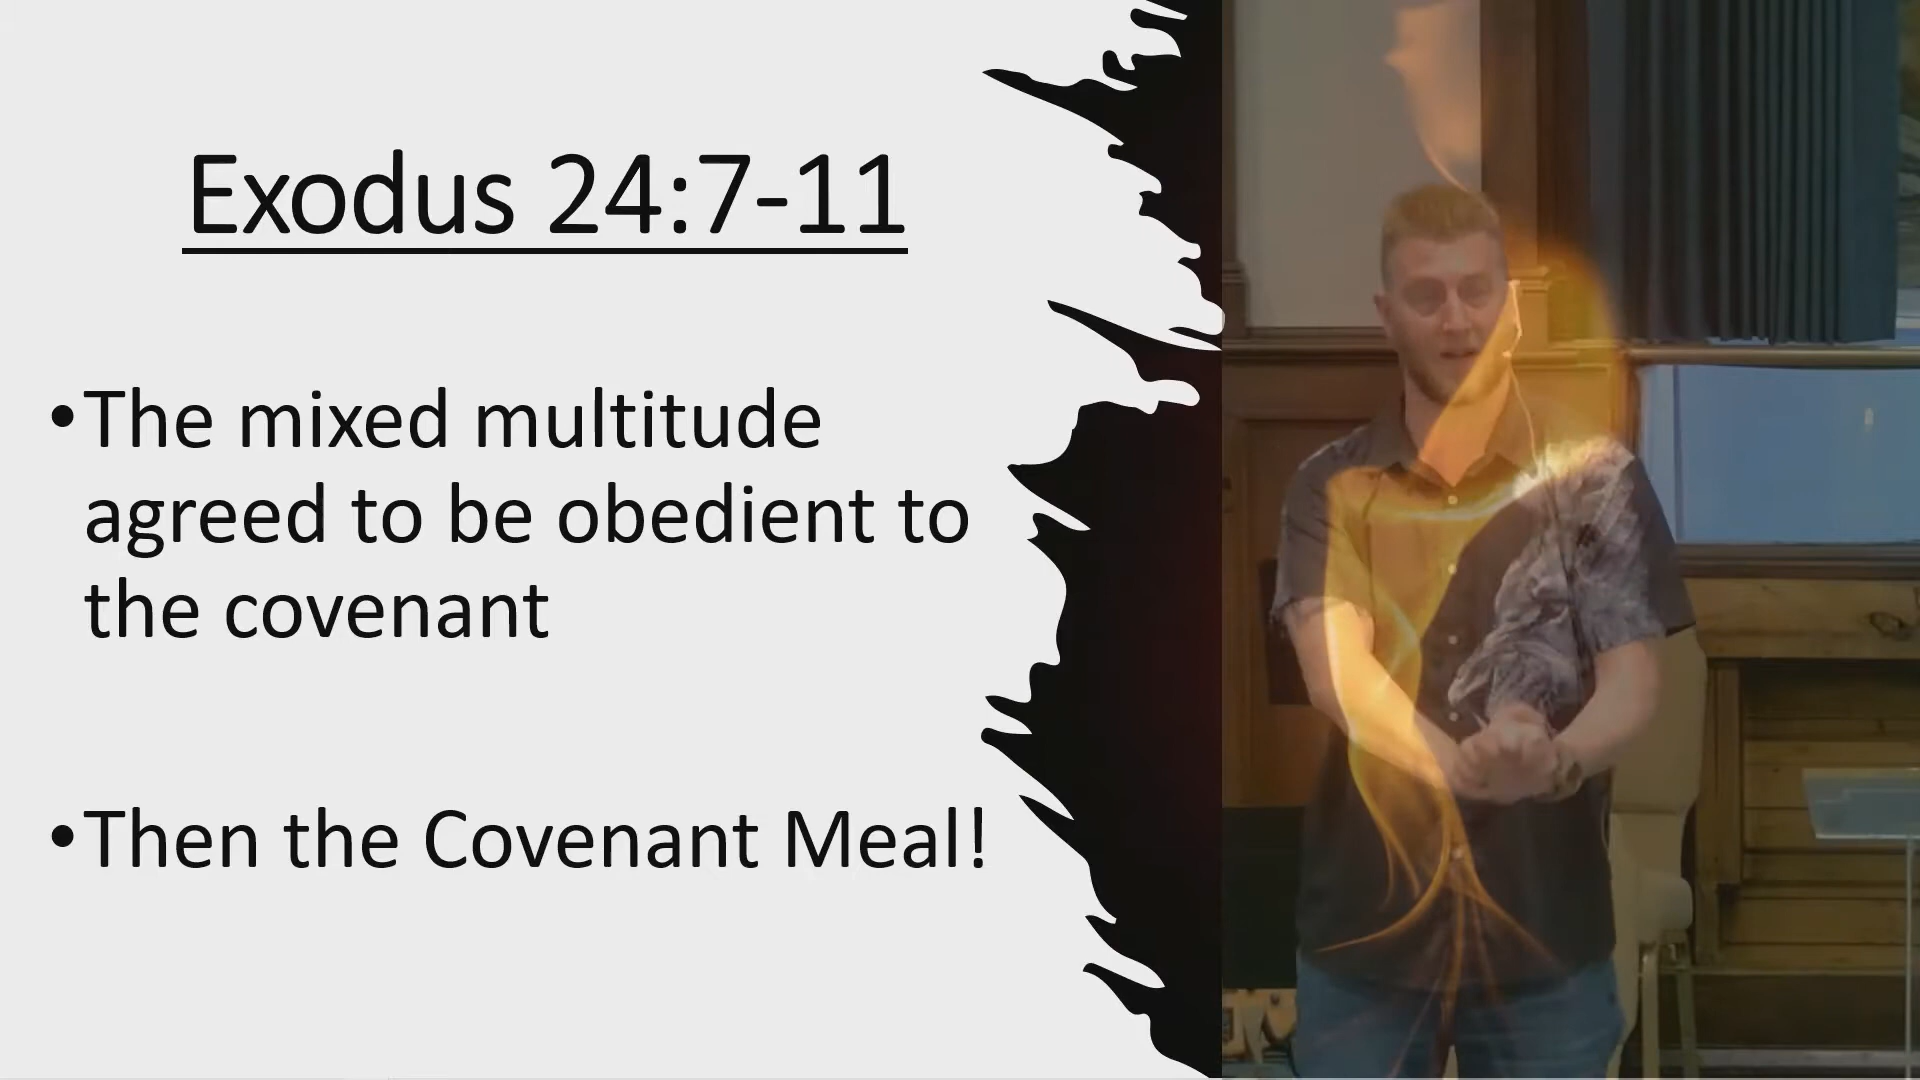 Exodus 24:7-11
•The mixed multitude
agreed to be obedient to
the covenant
•Then the Covenant Meal!